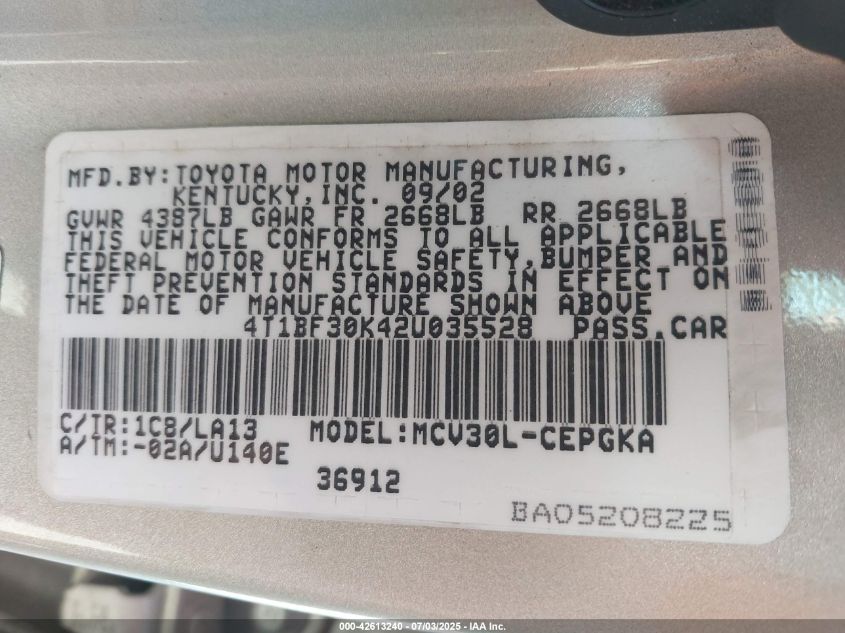 MFD.BY:TOYOTA MOTOR MANUFACTURING,
KENTUCKY,INC. 09/02
GVWR 4387LB GAWR FR 2668LB RR 2668LB
THIS VEHICLE CONFORMS TO ALL APPLICABLE
FEDERAL MOTOR VEHICLE SAFETY,BUMPER AND
THEFT PREVENTION STANDARDS IN EFFECT ON
THE DATE OF MANUFACTURE SHOWN ABOVE
4T1BF30K42U035528 PASS.CAR
C/TR:1C8/LA13 MODEL:MCV30L-CEPGKA
A/TM:-02A/U140E
36912
BA05208225
000-42613240 - 07/03/2025 - IAA Inc.